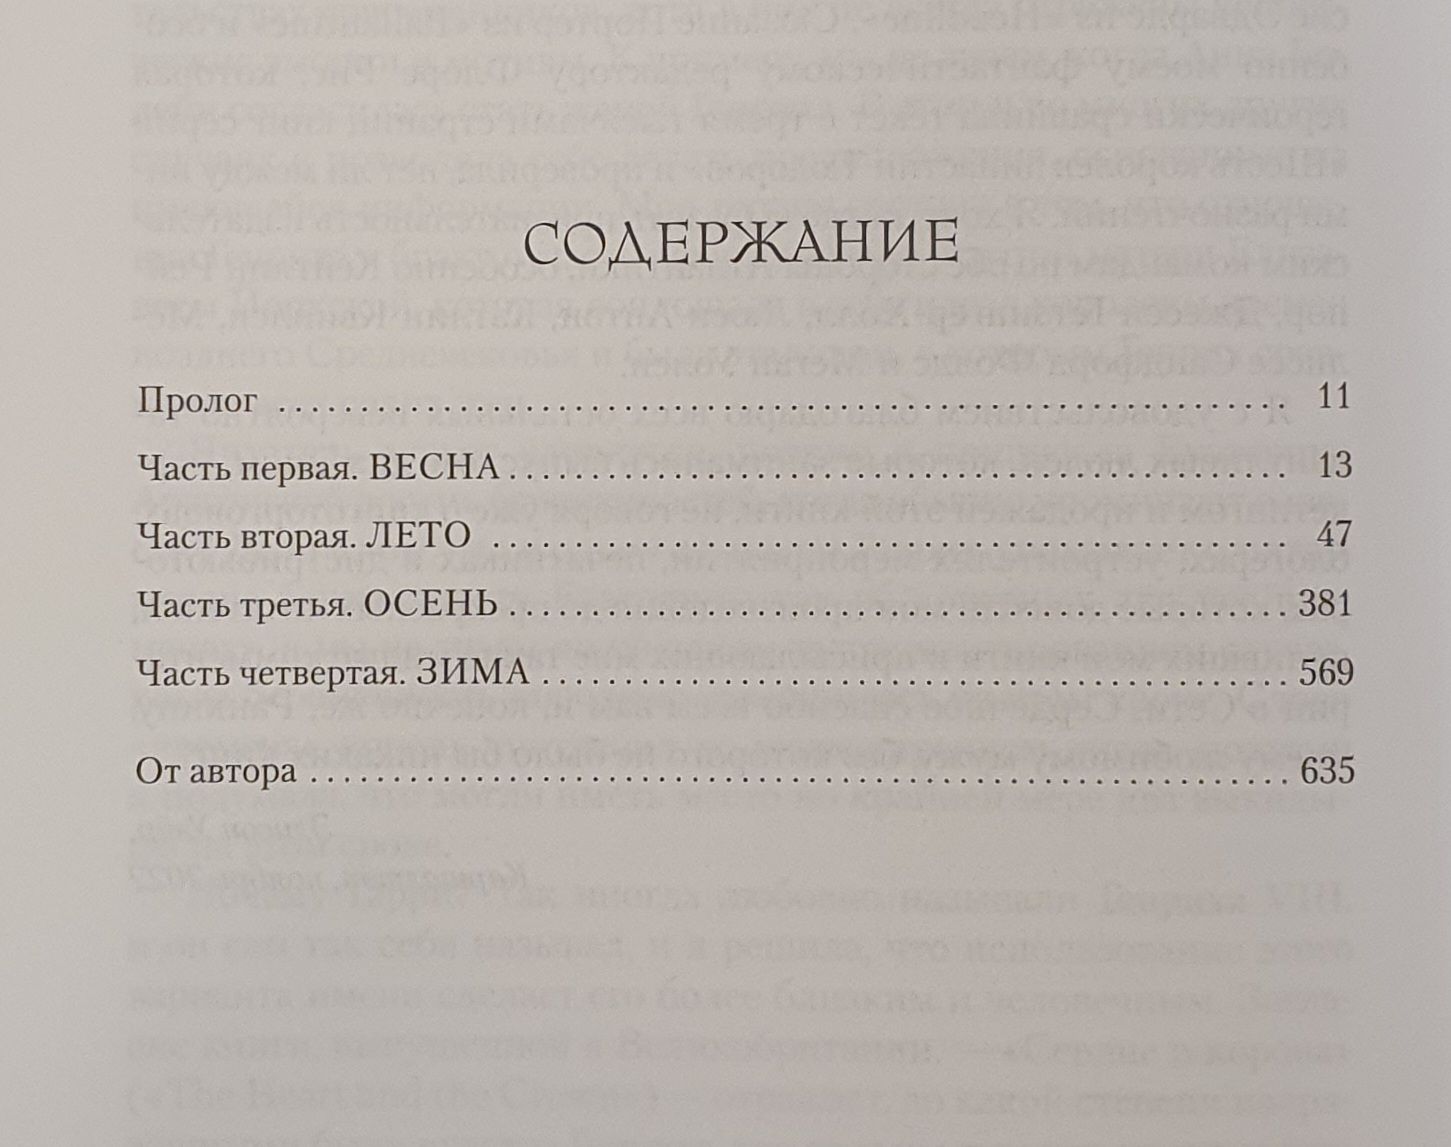 СОДЕРЖАНИЕ
Пролог ........................................................ 11
Часть первая. ВЕСНА ........................................................ 13
Часть вторая. ЛЕТО ........................................................ 47
Часть третья. ОСЕНЬ ........................................................ 381
Часть четвертая. ЗИМА ........................................................ 569
От автора ........................................................ 635